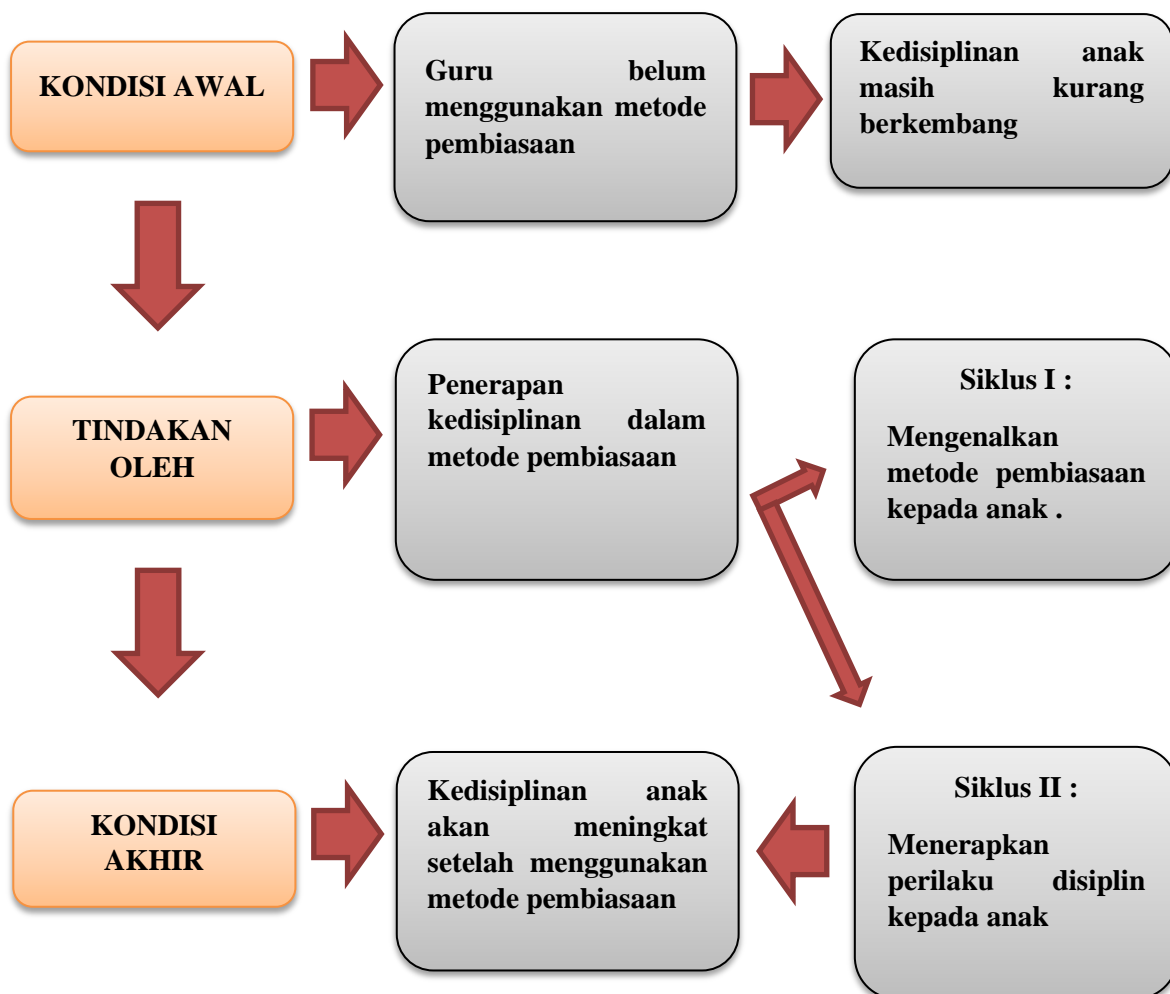 KONDISI AWAL
Guru belum
menggunakan metode
pembiasaan
Kedisiplinan anak
masih kurang
berkembang
TINDAKAN
OLEH
Penerapan
kedisiplinan dalam
metode pembiasaan
Siklus I :
Mengenalkan
metode pembiasaan
kepada anak .
KONDISI
AKHIR
Kedisiplinan anak
akan meningkat
setelah menggunakan
metode pembiasaan
Siklus II :
Menerapkan
perilaku disiplin
kepada anak